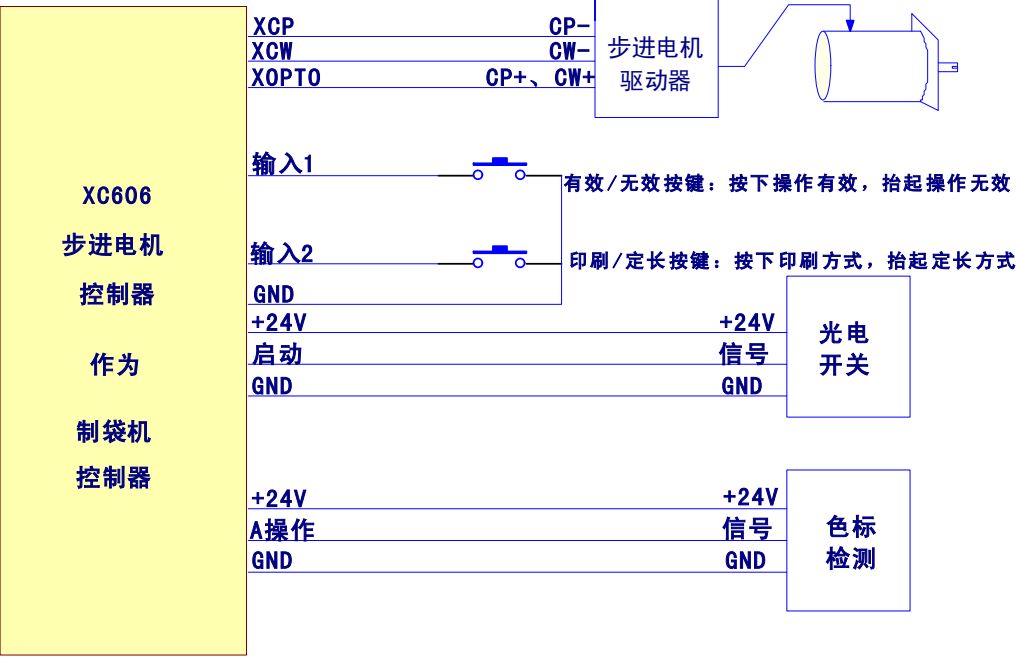 XCP CP-
XCW CW-
XOPTO CP+、CW+
步进电机
驱动器
输入1
有效/无效按键：按下操作有效，抬起操作无效
XC606
步进电机
控制器
作为
制袋机
控制器
输入2
印刷/定长按键：按下印刷方式，抬起定长方式
GND
+24V +24V
启动 信号
GND GND
光电
开关
+24V +24V
A操作 信号
GND GND
色标
检测